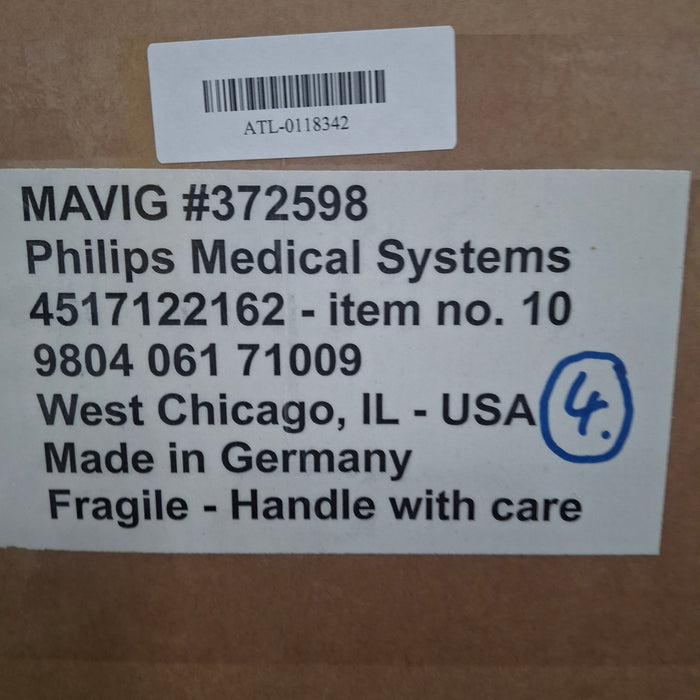 ATL-0118342
MAVIG #372598
Philips Medical Systems
4517122162 - item no. 10
9804 061 71009
West Chicago, IL - USA
4.
Made in Germany
Fragile - Handle with care